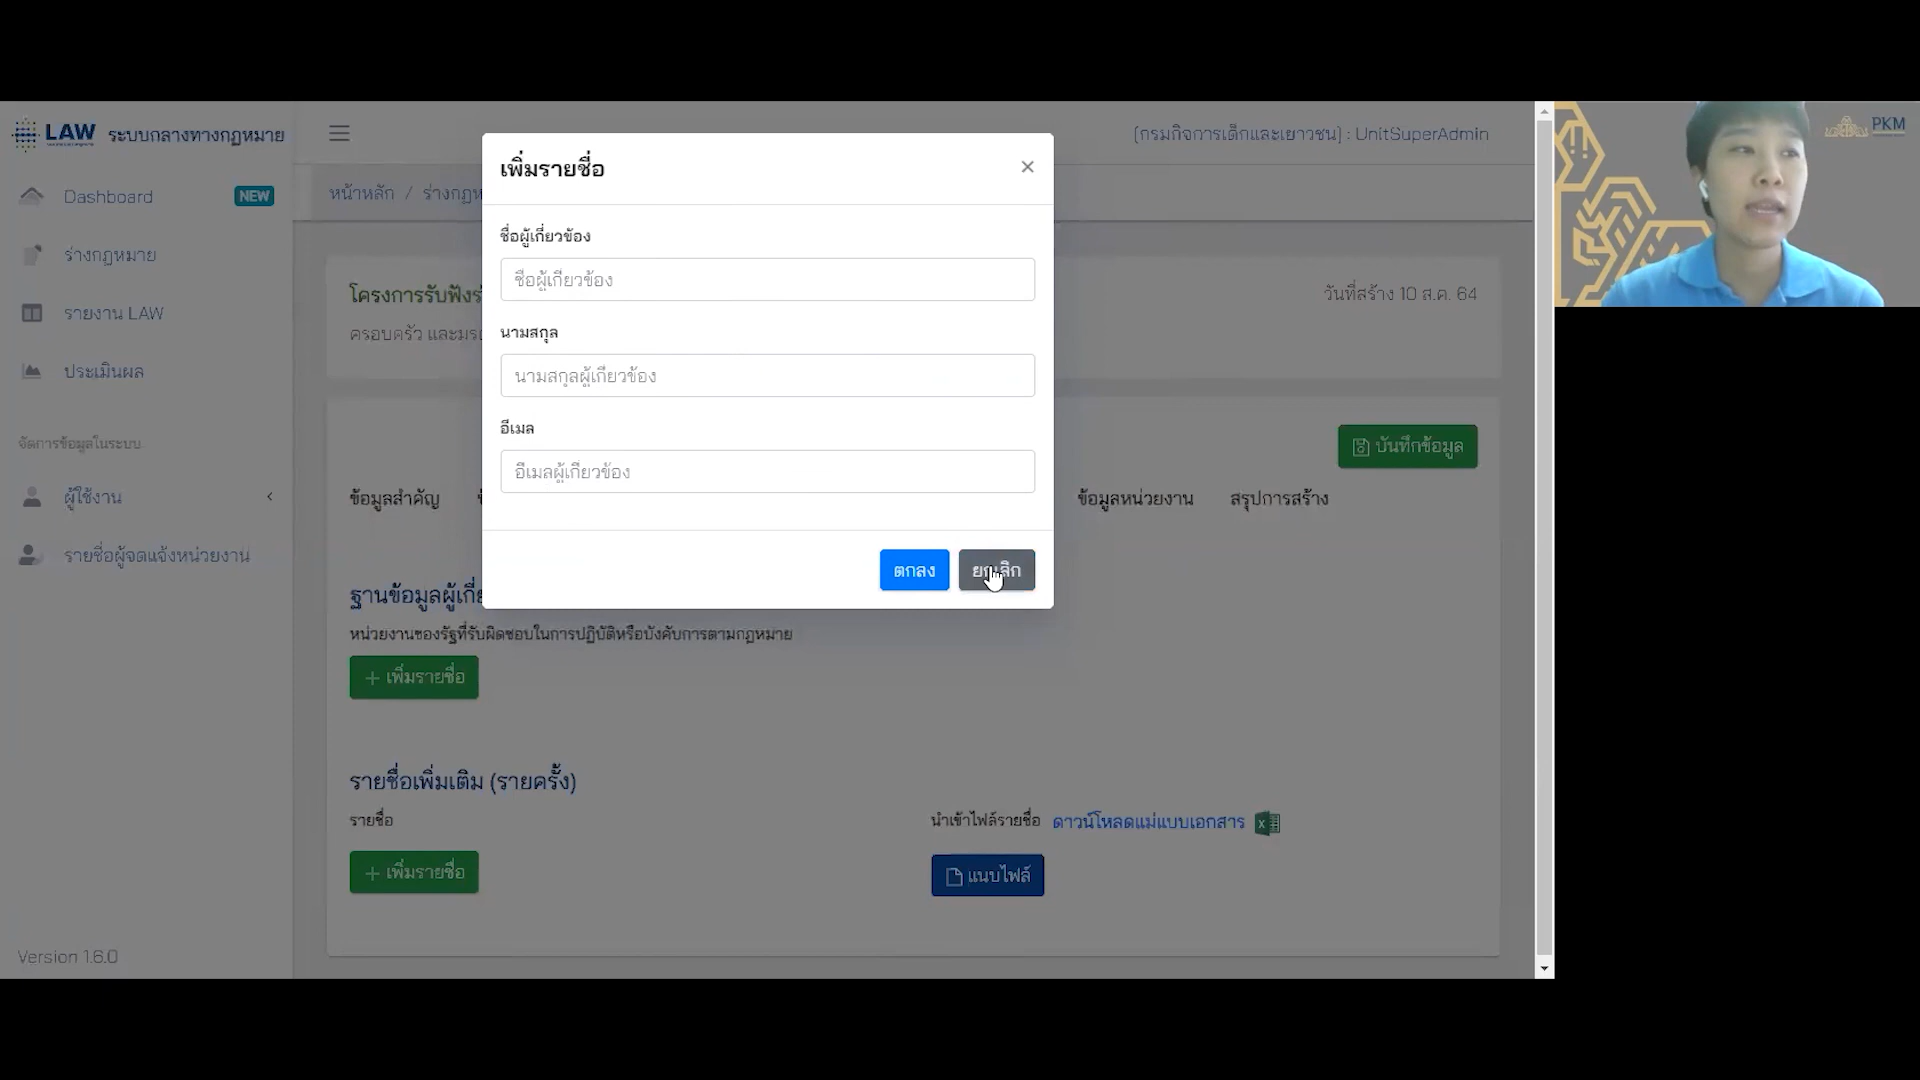 LAW ระบบกลางทางกฎหมาย
Dashboard NEW
ร่างกฎหมาย
รายงาน LAW
ประเมินผล
จัดการข้อมูลในระบบ
ผู้ใช้งาน
รายชื่อผู้จดแจ้งหน่วยงาน
Version 1.6.0
(กรมกิจการเด็กและเยาวชน) : UnitSuperAdmin
หน้าหลัก / ร่างกฎห
เพิ่มรายชื่อ ×
ชื่อผู้เกี่ยวข้อง
ชื่อผู้เกี่ยวข้อง
นามสกุล
นามสกุลผู้เกี่ยวข้อง
อีเมล
อีเมลผู้เกี่ยวข้อง
ตกลง ยกเลิก
โครงการรับฟัง
วันที่สร้าง 10 ส.ค. 64
ครอบครัว และมร
บันทึกข้อมูล
ข้อมูลสำคัญ
ข้อมูลหน่วยงาน สรุปการสร้าง
ฐานข้อมูลผู้เกี่
หน่วยงานของรัฐที่รับผิดชอบในการปฏิบัติหรือบังคับการตามกฎหมาย
+ เพิ่มรายชื่อ
รายชื่อเพิ่มเติม (รายครั้ง)
รายชื่อ
นำเข้าไฟล์รายชื่อ ดาวน์โหลดแม่แบบเอกสาร
+ เพิ่มรายชื่อ
แนบไฟล์
PKM